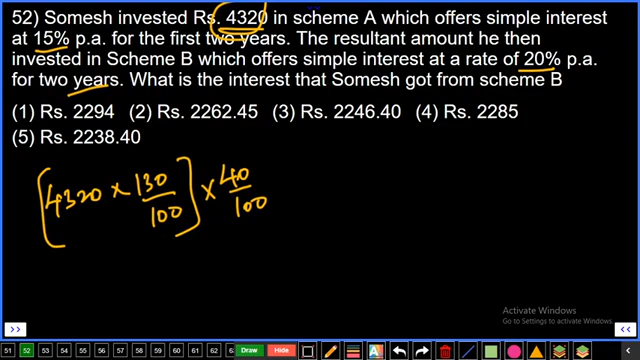 52) Somesh invested Rs. 4320 in scheme A which offers simple interest
at 15% p.a. for the first two years. The resultant amount he then
invested in Scheme B which offers simple interest at a rate of 20% p.a.
for two years. What is the interest that Somesh got from scheme B
(1) Rs. 2294 (2) Rs. 2262.45 (3) Rs. 2246.40 (4) Rs. 2285
(5) Rs. 2238.40
[4320 × 130/100] × 40/100
Activate Windows
Go to Settings to activate Windows.
>> 51 52 53 54 55 56 57 58 59 60 61 62 63 Draw Hide <<